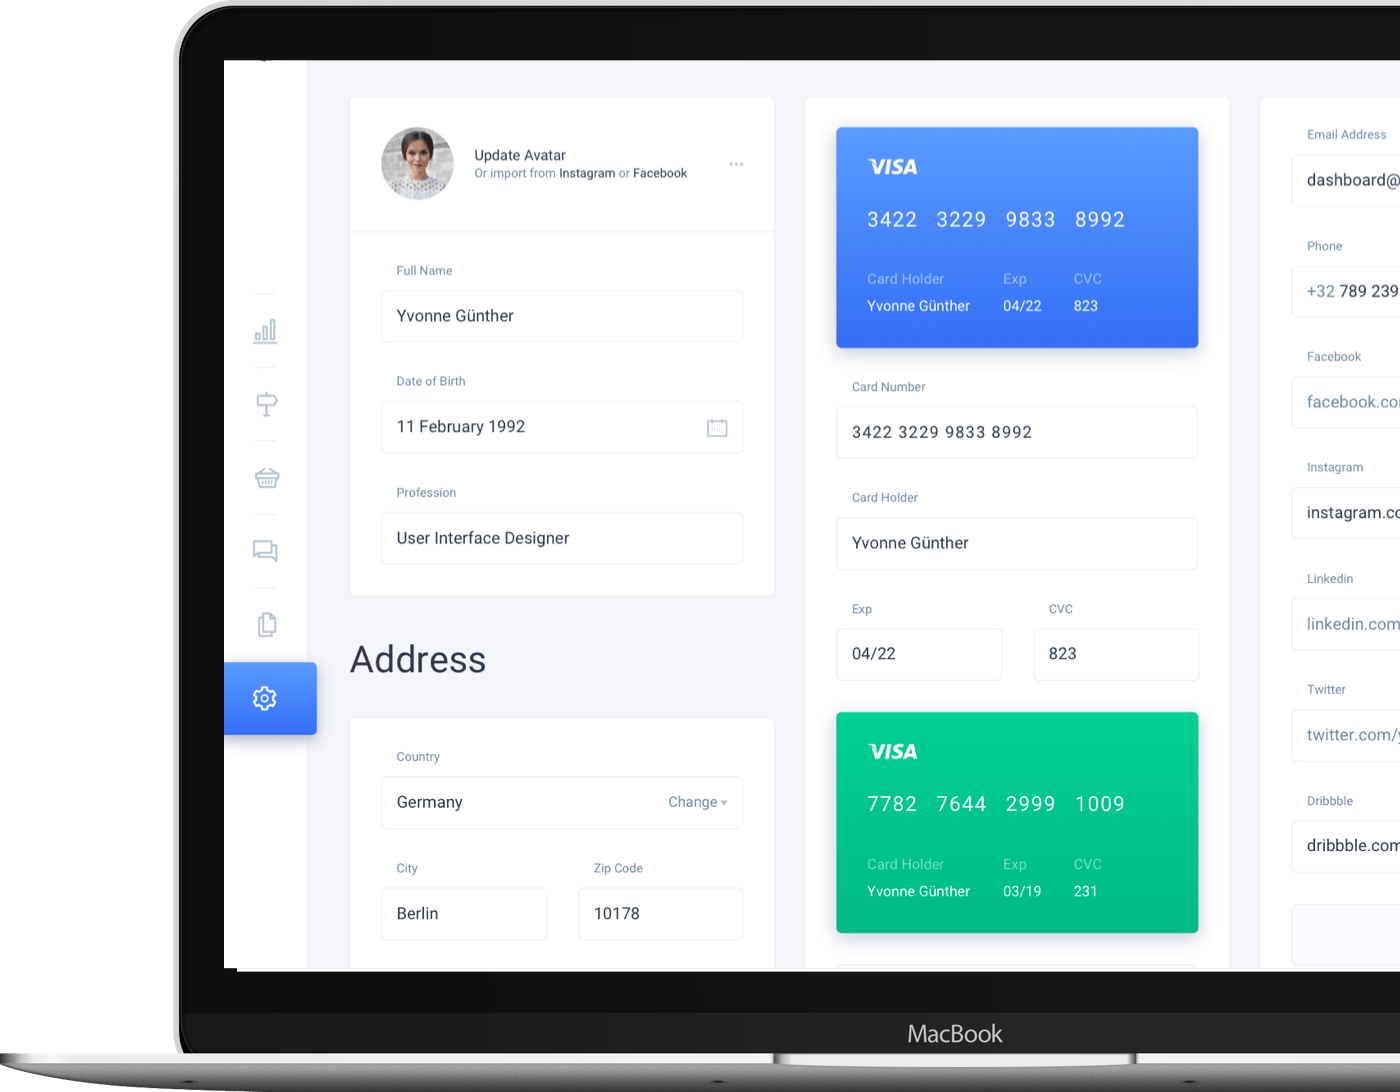 Update Avatar
Or import from Instagram or Facebook
Full Name
Yvonne Günther
Date of Birth
11 February 1992
Profession
User Interface Designer
Address
Country
Germany
Change
City
Zip Code
Berlin
10178
VISA
3422 3229 9833 8992
Card Holder
Exp
CVC
Yvonne Günther
04/22
823
Card Number
3422 3229 9833 8992
Card Holder
Yvonne Günther
Exp
CVC
04/22
823
VISA
7782 7644 2999 1009
Card Holder
Exp
CVC
Yvonne Günther
03/19
231
Email Address
dashboard@
Phone
+32 789 239
Facebook
facebook.co
Instagram
instagram.co
Linkedin
linkedin.com
Twitter
twitter.com/
Dribbble
dribbble.com
MacBook